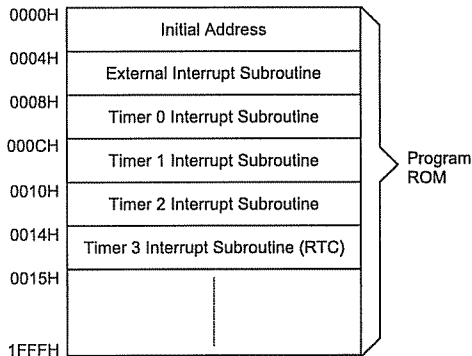 0000H
Initial Address
0004H
External Interrupt Subroutine
0008H
Timer 0 Interrupt Subroutine
000CH
Timer 1 Interrupt Subroutine
Program
ROM
0010H
Timer 2 Interrupt Subroutine
0014H
Timer 3 Interrupt Subroutine (RTC)
0015H
1FFFH